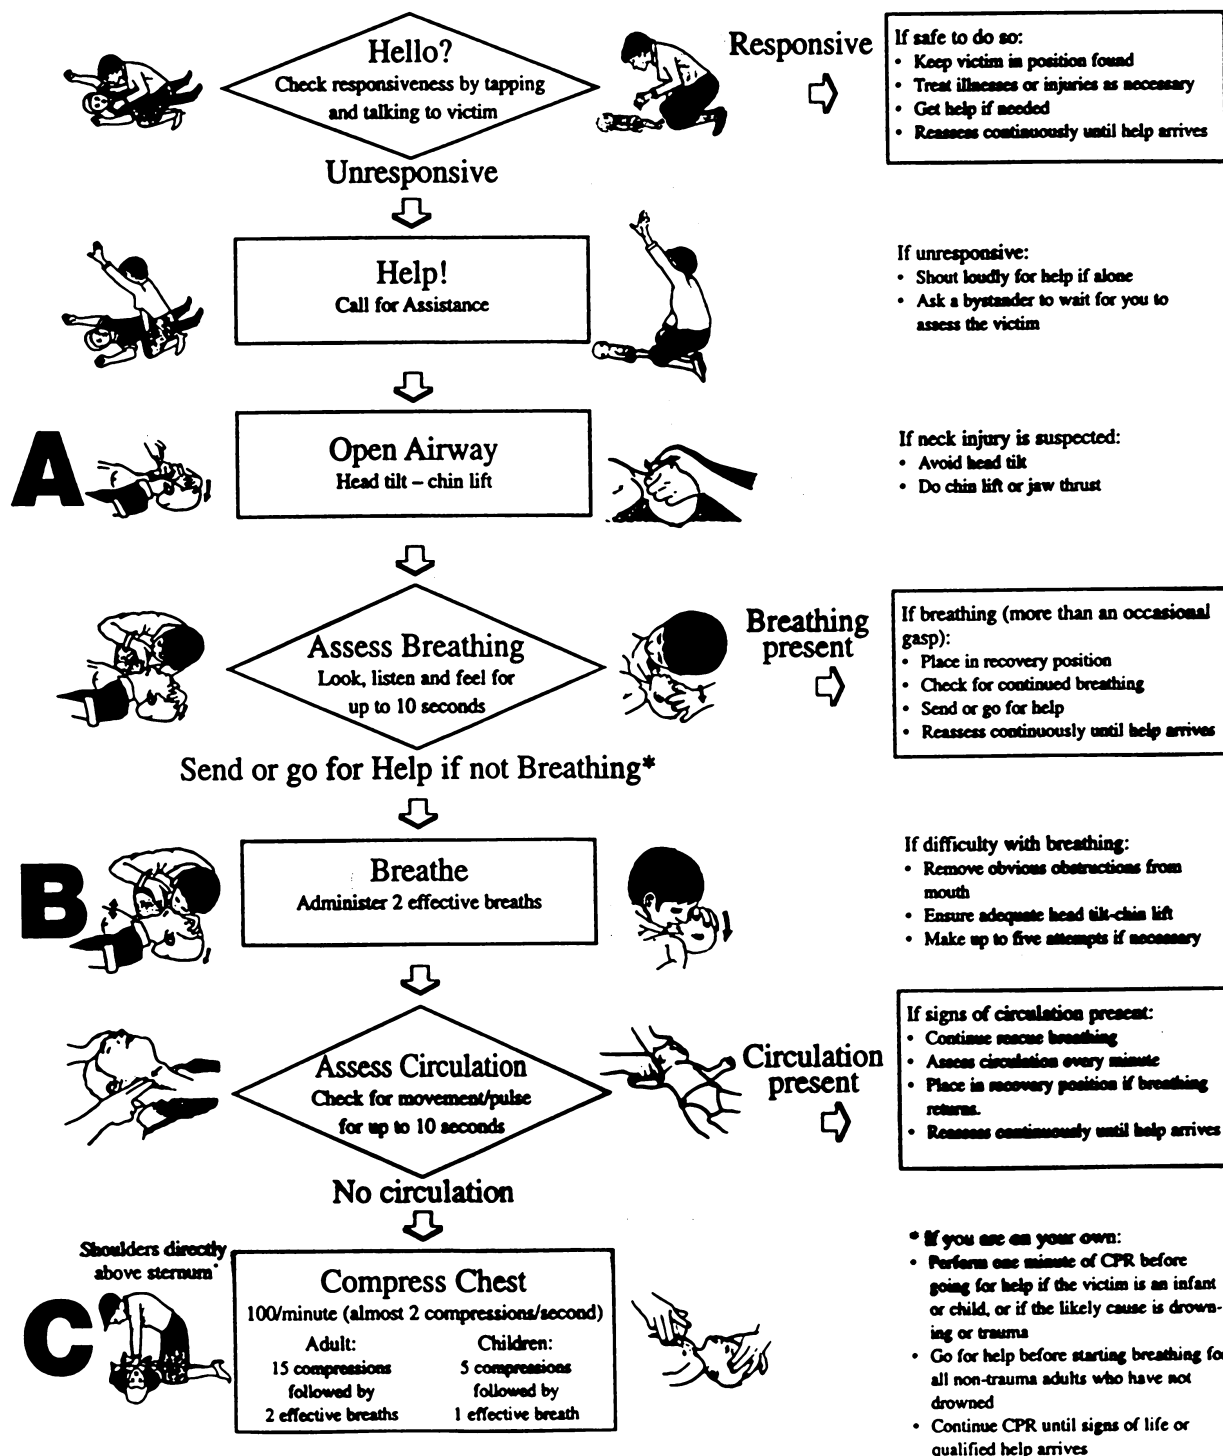 Hello?
Check responsiveness by tapping
and talking to victim
Responsive
If safe to do so:
• Keep victim in position found
• Treat illnesses or injuries as necessary
• Get help if needed
• Reassess continuously until help arrives
Unresponsive
Help!
Call for Assistance
If unresponsive:
• Shout loudly for help if alone
• Ask a bystander to wait for you to
assess the victim
A
Open Airway
Head tilt – chin lift
If neck injury is suspected:
• Avoid head tilt
• Do chin lift or jaw thrust
Assess Breathing
Look, listen and feel for
up to 10 seconds
Breathing
present
If breathing (more than an occasional
gasp):
• Place in recovery position
• Check for continued breathing
• Send or go for help
• Reassess continuously until help arrives
Send or go for Help if not Breathing*
B
Breathe
Administer 2 effective breaths
If difficulty with breathing:
• Remove obvious obstructions from
mouth
• Ensure adequate head tilt-chin lift
• Make up to five attempts if necessary
Assess Circulation
Check for movement/pulse
for up to 10 seconds
Circulation
present
If signs of circulation present:
• Continue rescue breathing
• Assess circulation every minute
• Place in recovery position if breathing
returns.
• Reassess continuously until help arrives
No circulation
C
Shoulders directly
above sternum
Compress Chest
100/minute (almost 2 compressions/second)
Adult:
15 compressions
followed by
2 effective breaths
Children:
5 compressions
followed by
1 effective breath
* If you are on your own:
• Perform one minute of CPR before
going for help if the victim is an infant
or child, or if the likely cause is drown-
ing or trauma
• Go for help before starting breathing for
all non-trauma adults who have not
drowned
• Continue CPR until signs of life or
qualified help arrives